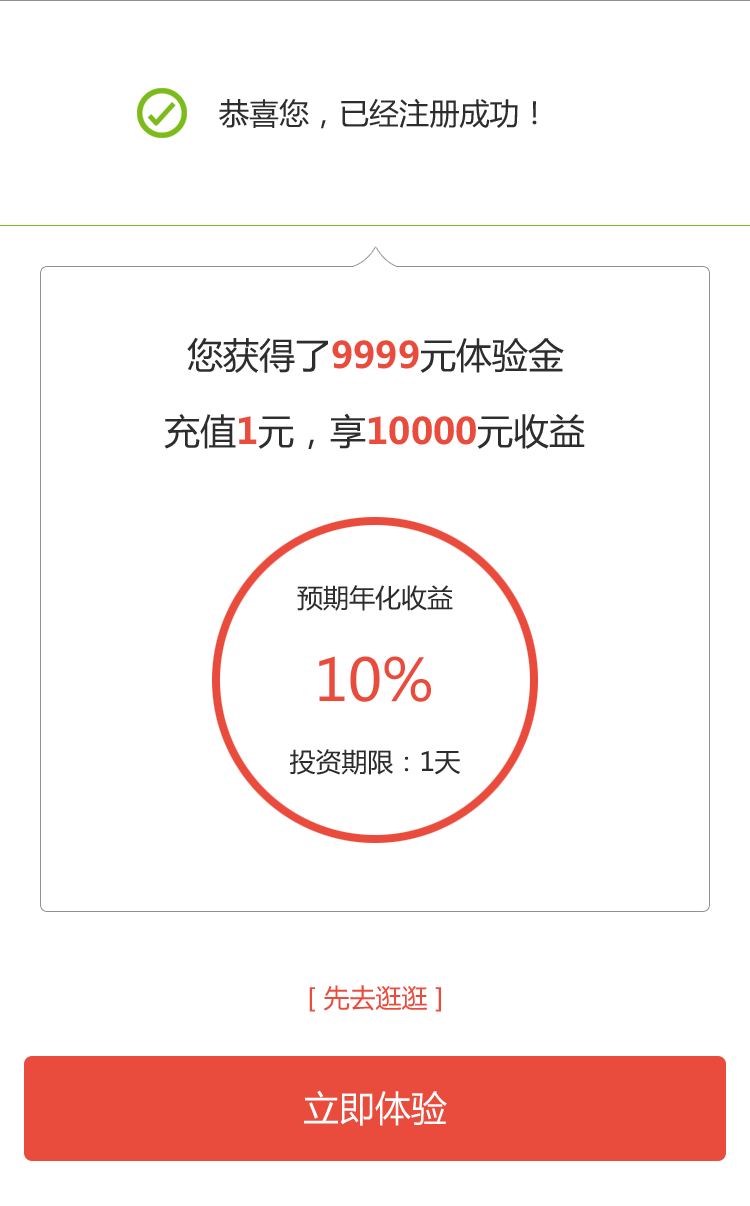 恭喜您，已经注册成功！
您获得了9999元体验金
充值1元，享10000元收益
预期年化收益
10%
投资期限：1天
[ 先去逛逛 ]
立即体验